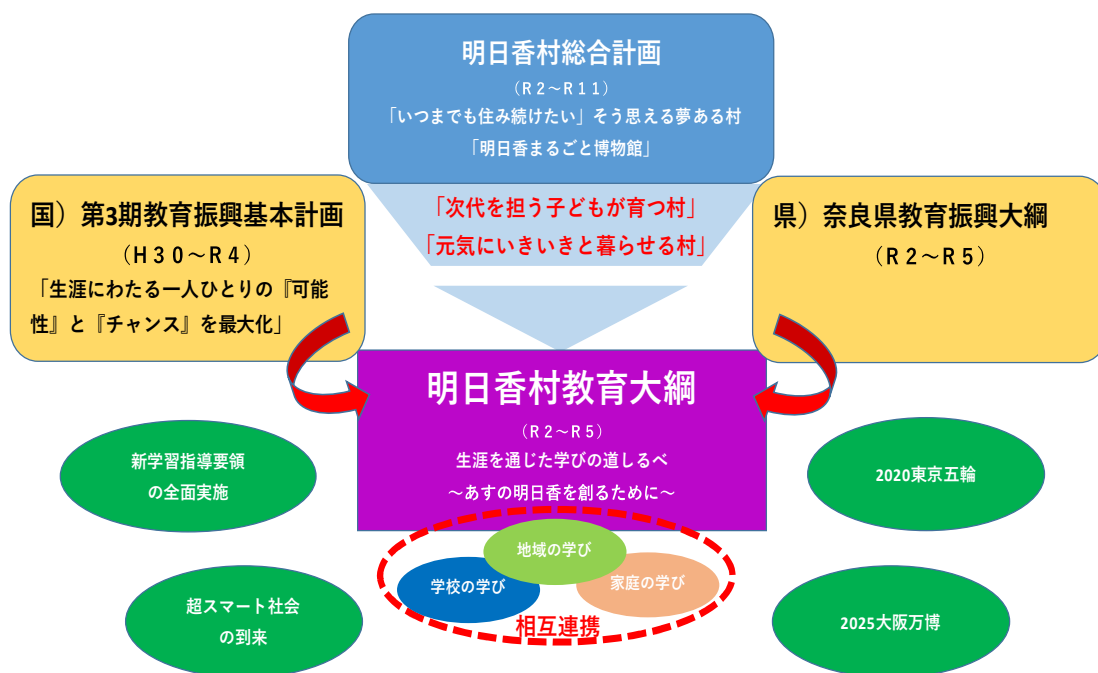 明日香村総合計画
(R2～R11)
「いつまでも住み続けたい」そう思える夢ある村
「明日香まるごと博物館」
「次代を担う子どもが育つ村」
「元気にいきいきと暮らせる村」
国）第3期教育振興基本計画
(H30～R4)
「生涯にわたる一人ひとりの『可能
性』と『チャンス』を最大化」
県）奈良県教育振興大綱
(R2～R5)
明日香村教育大綱
(R2～R5)
生涯を通じた学びの道しるべ
～あすの明日香を創るために～
新学習指導要領
の全面実施
2020東京五輪
地域の学び
学校の学び
家庭の学び
相互連携
超スマート社会
の到来
2025大阪万博